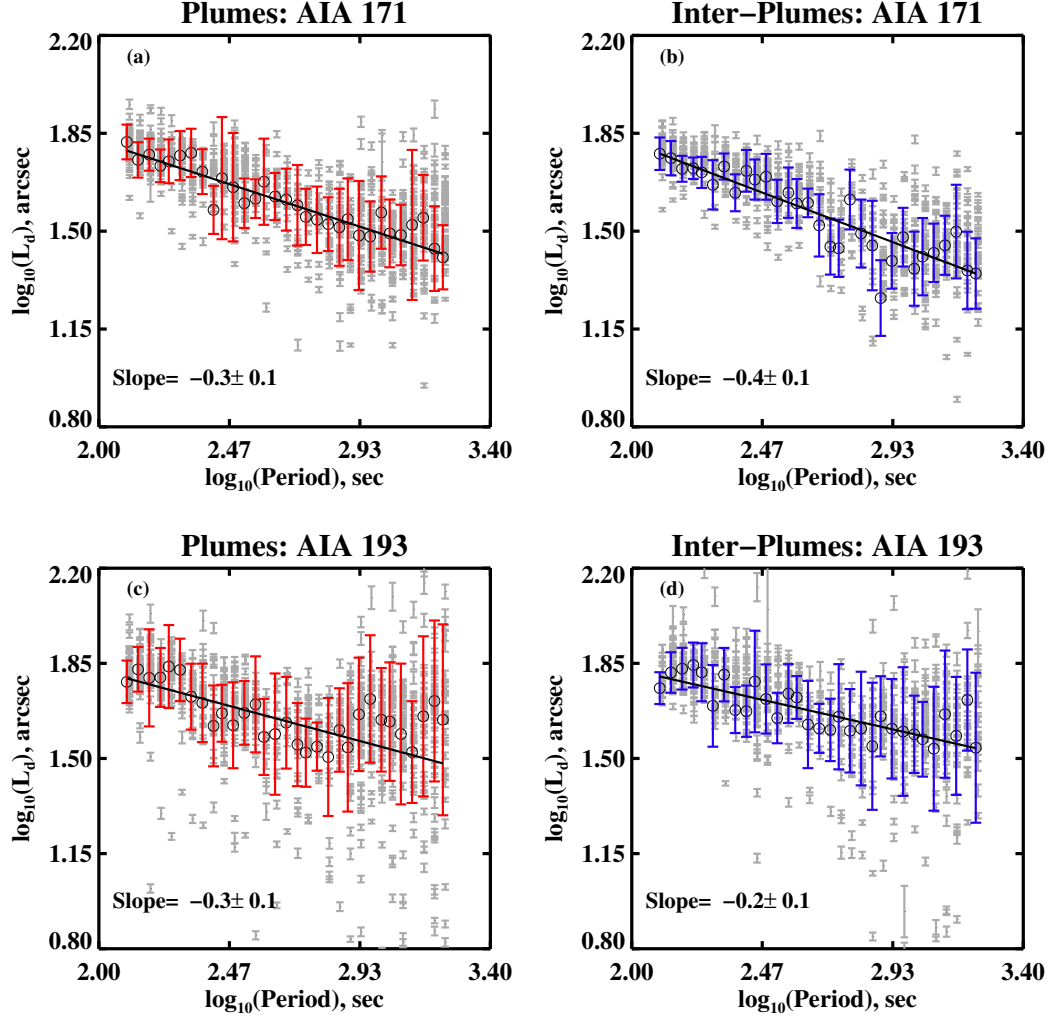 Plumes: AIA 171
(a)
2.20
1.85
1.50
1.15
0.80
log10(Ld), arcsec
Slope= −0.3± 0.1
2.00 2.47 2.93 3.40
log10(Period), sec
Inter−Plumes: AIA 171
(b)
2.20
1.85
1.50
1.15
0.80
log10(Ld), arcsec
Slope= −0.4± 0.1
2.00 2.47 2.93 3.40
log10(Period), sec
Plumes: AIA 193
(c)
2.20
1.85
1.50
1.15
0.80
log10(Ld), arcsec
Slope= −0.3± 0.1
2.00 2.47 2.93 3.40
log10(Period), sec
Inter−Plumes: AIA 193
(d)
2.20
1.85
1.50
1.15
0.80
log10(Ld), arcsec
Slope= −0.2± 0.1
2.00 2.47 2.93 3.40
log10(Period), sec